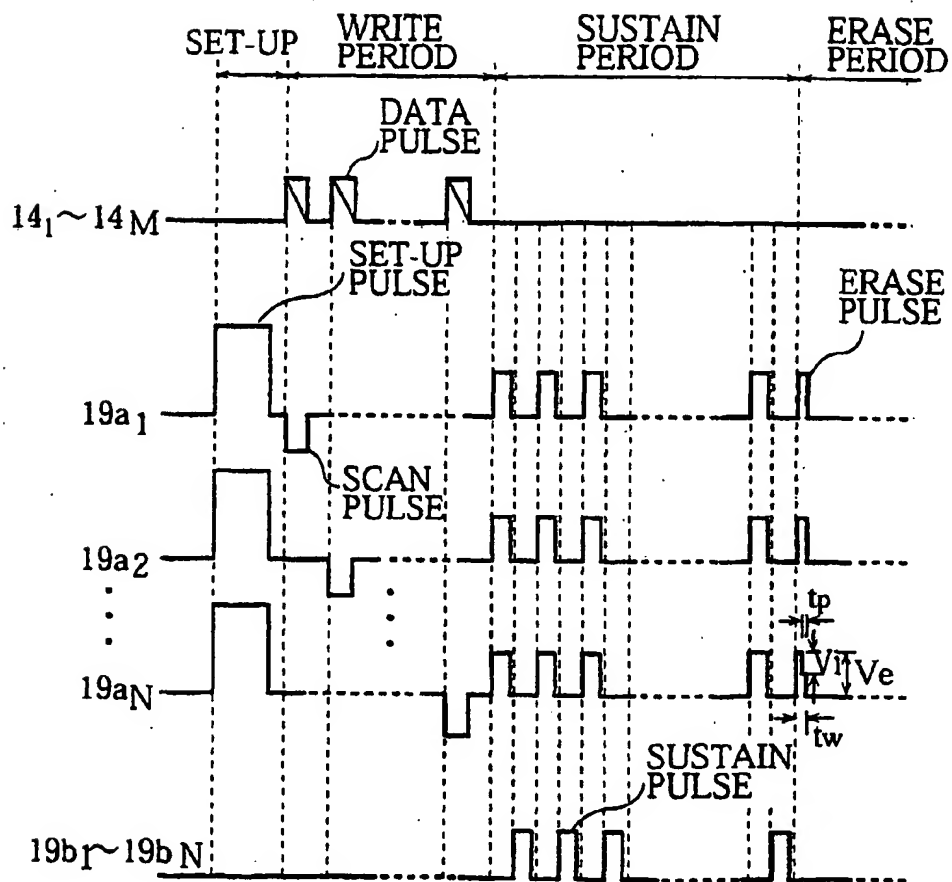 SET-UP
WRITE
PERIOD
SUSTAIN
PERIOD
ERASE
PERIOD
DATA
PULSE
14₁~14M
SET-UP
PULSE
ERASE
PULSE
19a1
SCAN
PULSE
19a2
tp
Vi Ve
19aN
tw
SUSTAIN
PULSE
19b1~19bN